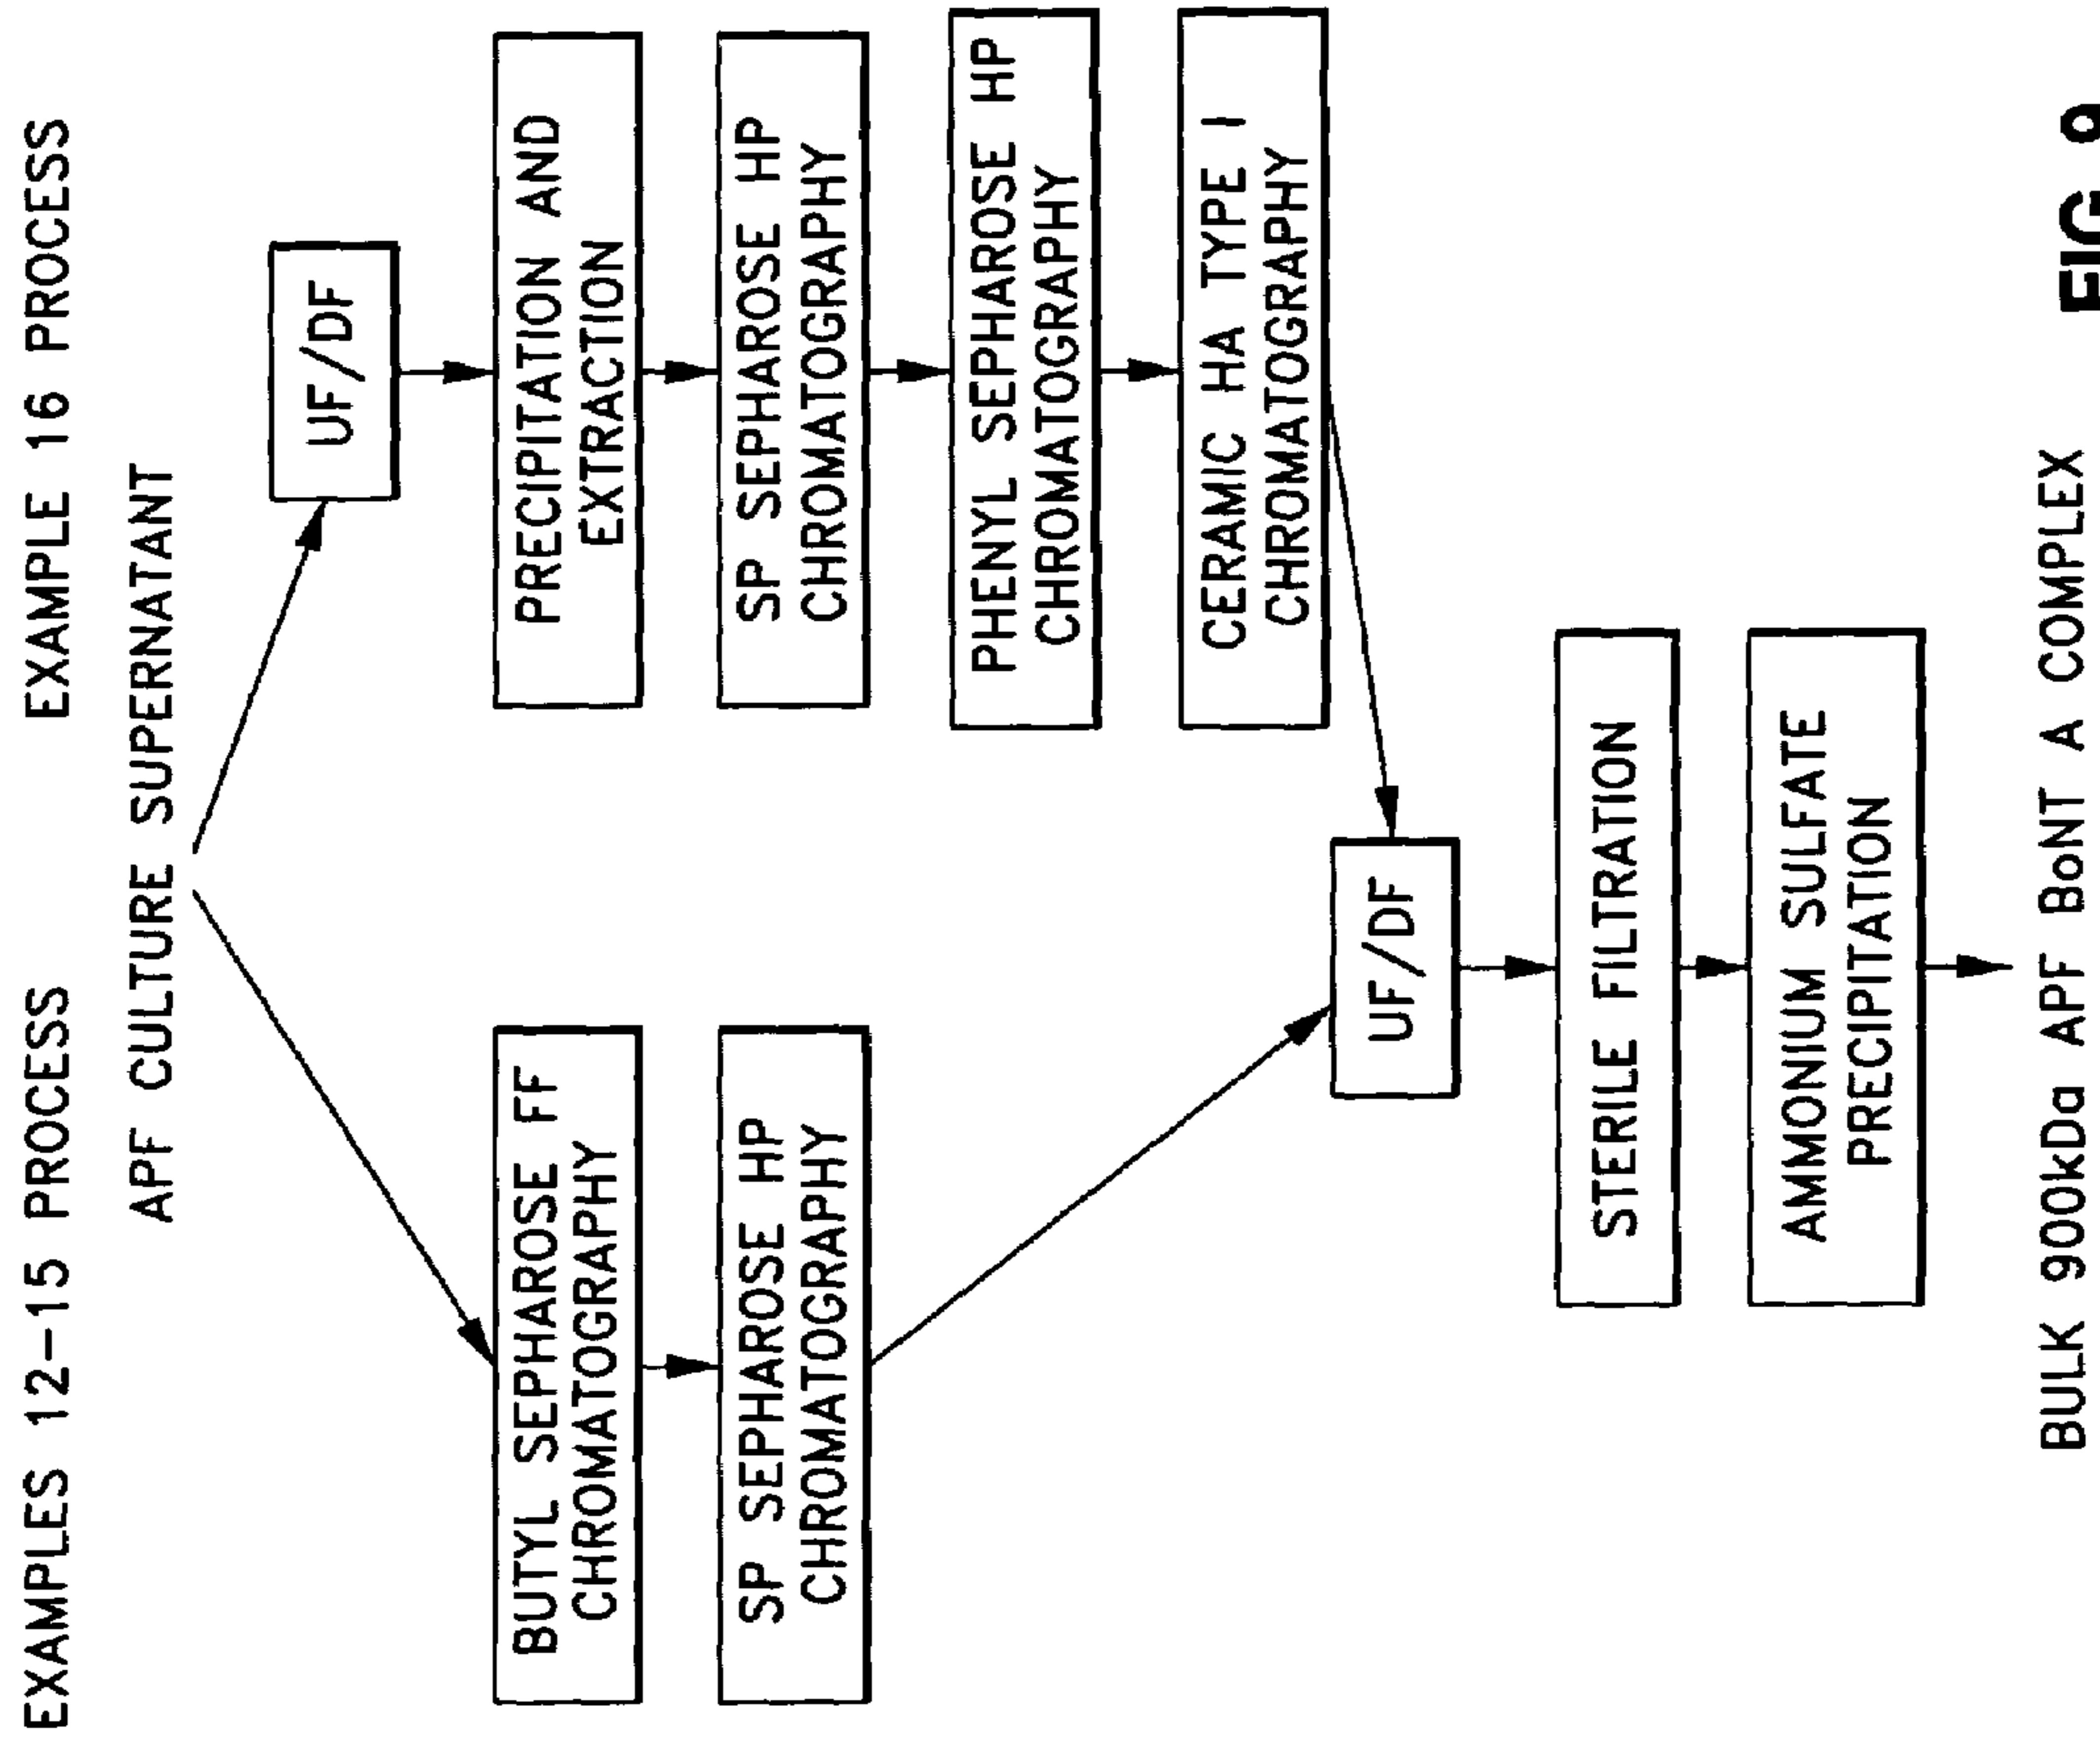 EXAMPLES 12-15 PROCESS
EXAMPLE 16 PROCESS
APF CULTURE SUPERNATANT
UF/DF
BUTYL SEPHAROSE FF
CHROMATOGRAPHY
PRECIPITATION AND
EXTRACTION
SP SEPHAROSE HP
CHROMATOGRAPHY
SP SEPHAROSE HP
CHROMATOGRAPHY
PHENYL SEPHAROSE HP
CHROMATOGRAPHY
CERAMIC HA TYPE I
CHROMATOGRAPHY
UF/DF
STERILE FILTRATION
AMMONIUM SULFATE
PRECIPITATION
BULK 900kDa APF BoNT A COMPLEX
FIG.